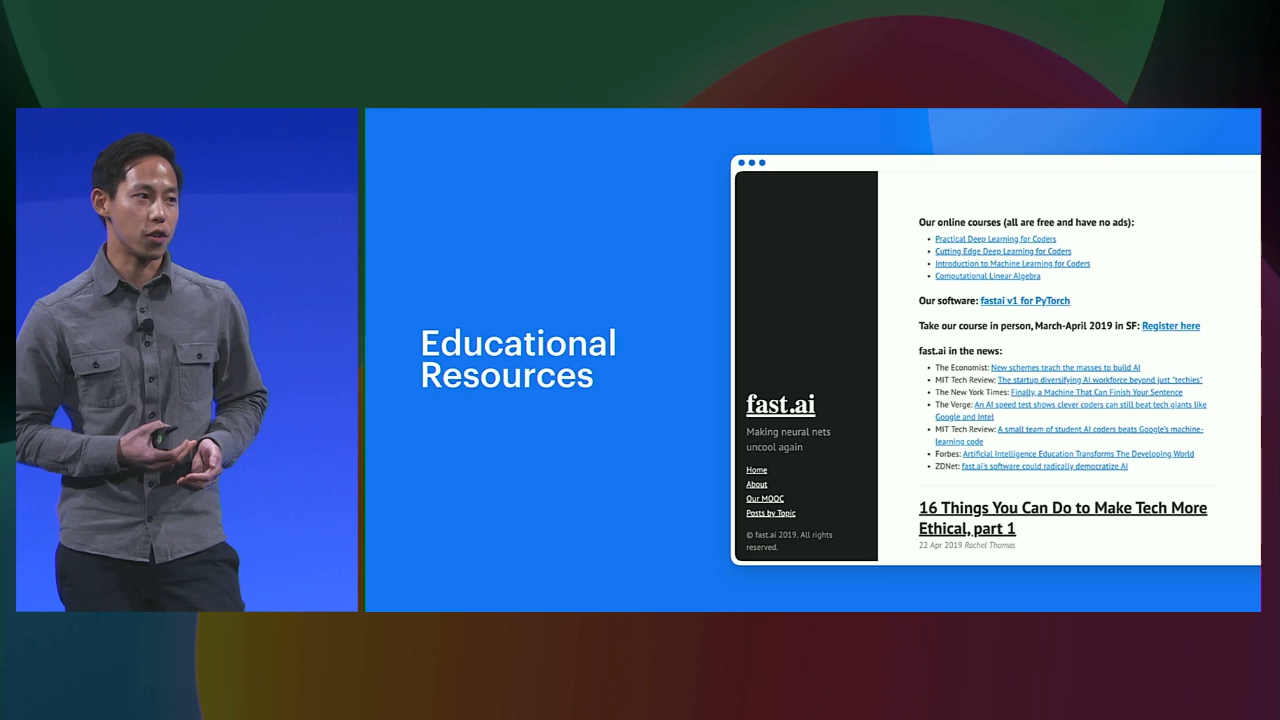 Educational
Resources
fast.ai
Making neural nets
uncool again
Home
About
Our MOOC
Posts by Topic
© fast.ai 2019. All rights
reserved.
Our online courses (all are free and have no ads):
• Practical Deep Learning for Coders
• Cutting Edge Deep Learning for Coders
• Introduction to Machine Learning for Coders
• Computational Linear Algebra
Our software: fastai v1 for PyTorch
Take our course in person, March-April 2019 in SF: Register here
fast.ai in the news:
• The Economist: New schemes teach the masses to build AI
• MIT Tech Review: The startup diversifying AI workforce beyond just "techies"
• The New York Times: Finally, a Machine That Can Finish Your Sentence
• The Verge: An AI speed test shows clever coders can still beat tech giants like
Google and Intel
• MIT Tech Review: A small team of student AI coders beats Google's machine-
learning code
• Forbes: Artificial Intelligence Education Transforms The Developing World
• ZDNet: fast.ai's software could radically democratize AI
16 Things You Can Do to Make Tech More
Ethical, part 1
22 Apr 2019 Rachel Thomas